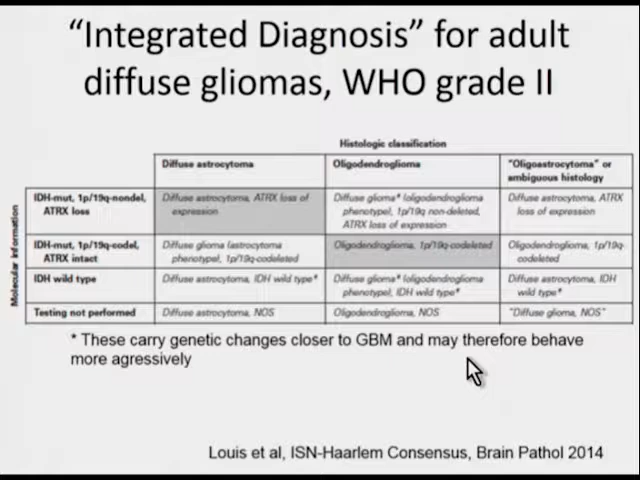 “Integrated Diagnosis” for adult
diffuse gliomas, WHO grade II
Histologic classification
Diffuse astrocytoma
Oligodendroglioma
"Oligoastrocytoma" or
ambiguous histology
Molecular information
IDH-mut, 1p/19q-nondel,
ATRX loss
Diffuse astrocytoma, ATRX loss of
expression
Diffuse glioma* (oligodendroglioma
phenotype), 1p/19q non-deleted,
ATRX loss of expression
Diffuse astrocytoma, ATRX
loss of expression
IDH-mut, 1p/19q-codel,
ATRX intact
Diffuse glioma (astrocytoma
phenotype), 1p/19q-codeleted
Oligodendroglioma, 1p/19q-codeleted
Oligodendroglioma, 1p/19q-
codeleted
IDH wild type
Diffuse astrocytoma, IDH wild type*
Diffuse glioma* (oligodendroglioma
phenotype), IDH wild type*
Diffuse astrocytoma, IDH
wild type*
Testing not performed
Diffuse astrocytoma, NOS
Oligodendroglioma, NOS
"Diffuse glioma, NOS"
* These carry genetic changes closer to GBM and may therefore behave
more agressively
Louis et al, ISN-Haarlem Consensus, Brain Pathol 2014